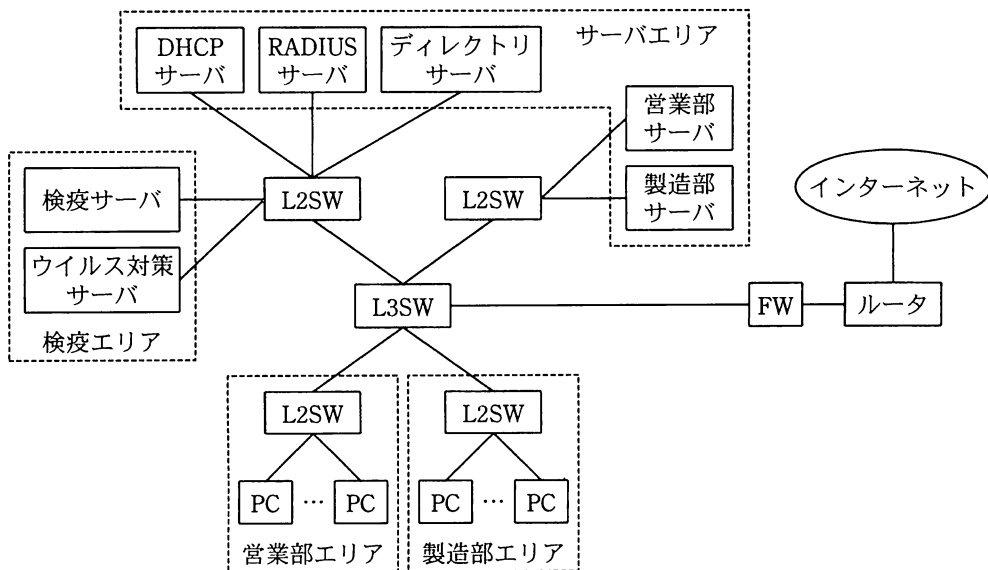 DHCP
サーバ
RADIUS
サーバ
ディレクトリ
サーバ
サーバエリア
営業部
サーバ
製造部
サーバ
検疫サーバ
ウイルス対策
サーバ
検疫エリア
L2SW
L2SW
インターネット
L3SW
FW
ルータ
L2SW
L2SW
PC
…
PC
PC
…
PC
営業部エリア
製造部エリア